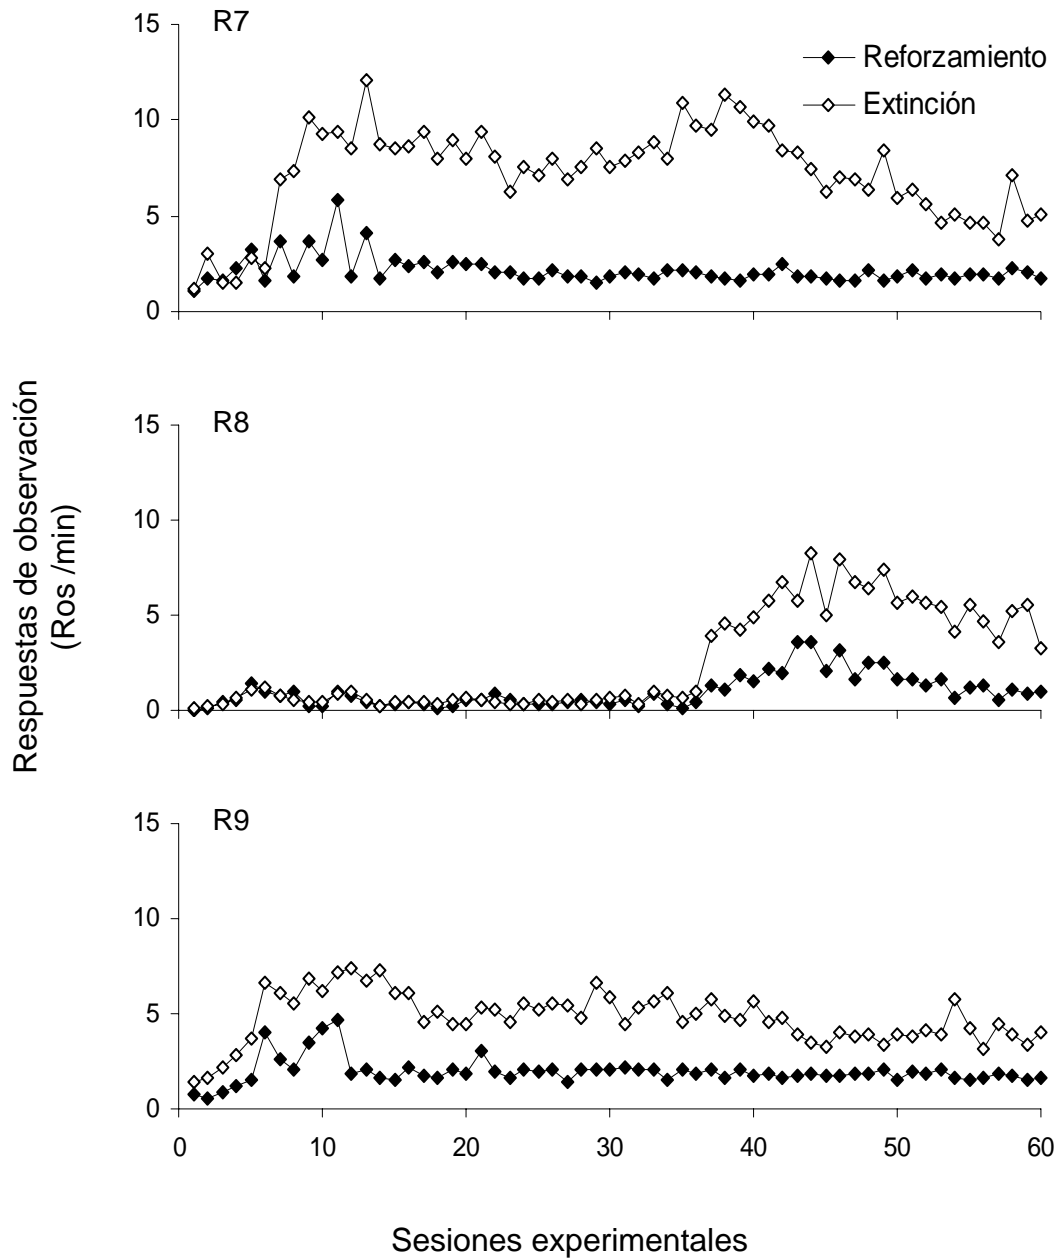 R7
15
10
5
0
Reforzamiento
Extinción
R8
15
10
5
0
Respuestas de observación
(Ros /min)
R9
15
10
5
0
0 10 20 30 40 50 60
Sesiones experimentales